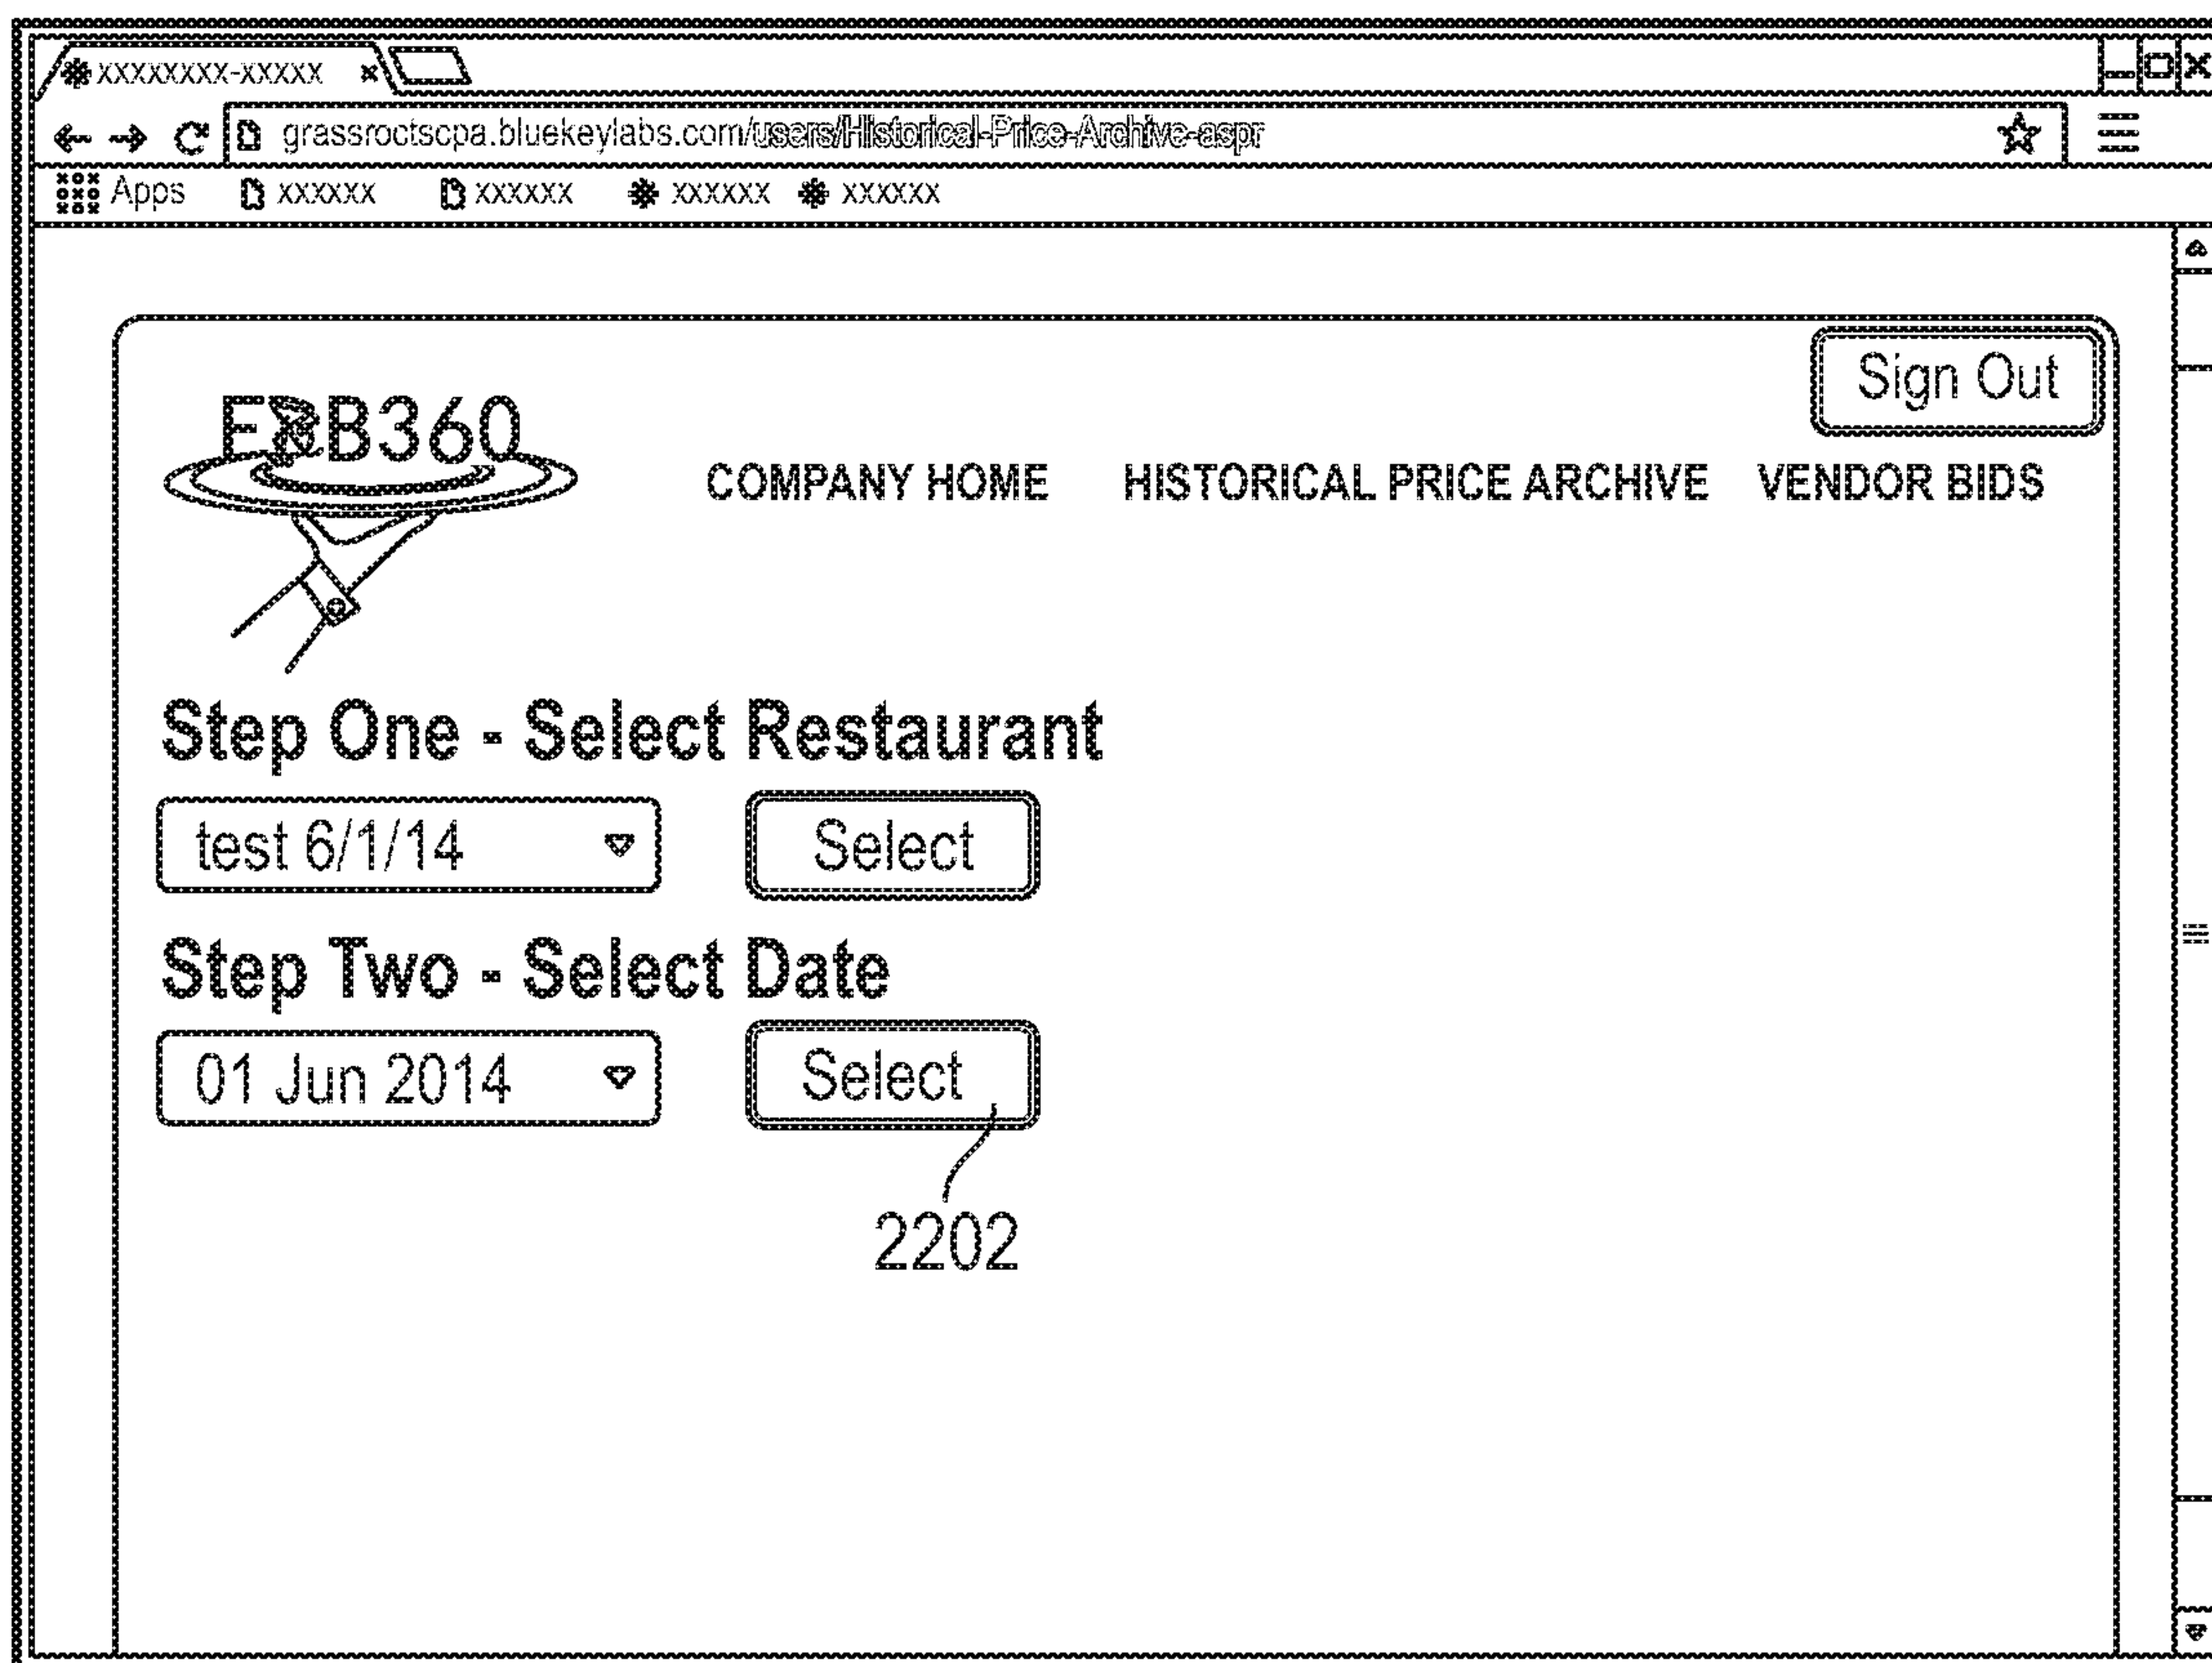 xxxxxxxx-xxxxx
grassroctscpa.bluekeylabs.com/users/Historical-Price-Archive-aspr
Apps xxxxxx xxxxxx xxxxxx xxxxxx
Sign Out
F&B360
COMPANY HOME HISTORICAL PRICE ARCHIVE VENDOR BIDS
Step One - Select Restaurant
test 6/1/14 Select
Step Two - Select Date
01 Jun 2014 Select
2202